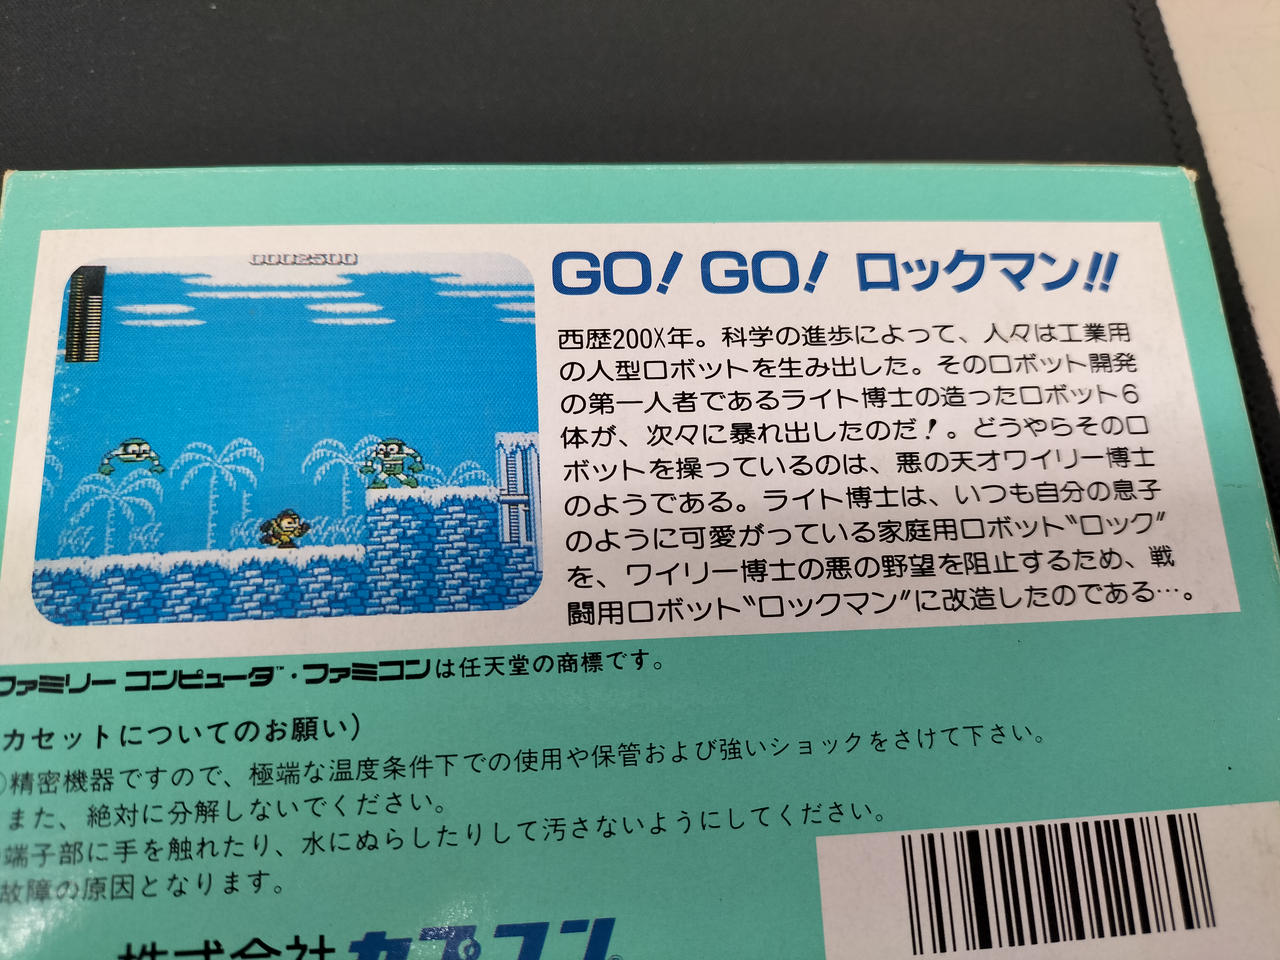 0002500
GO! GO! ロックマン!!
西歴200X年。科学の進歩によって、人々は工業用
の人型ロボットを生み出した。そのロボット開発
の第一人者であるライト博士の造ったロボット6
体が、次々に暴れ出したのだ!。どうやらそのロ
ボットを操っているのは、悪の天才ワイリー博士
のようである。ライト博士は、いつも自分の息子
のように可愛がっている家庭用ロボット“ロック”
を、ワイリー博士の悪の野望を阻止するため、戦
闘用ロボット“ロックマン”に改造したのである…。
ファミリーコンピュータ™・ファミコンは任天堂の商標です。
カセットについてのお願い)
精密機器ですので、極端な温度条件下での使用や保管および強いショックをさけて下さい。
また、絶対に分解しないでください。
端子部に手を触れたり、水にぬらしたりして汚さないようにしてください。
故障の原因となります。
株式会社カプコン®